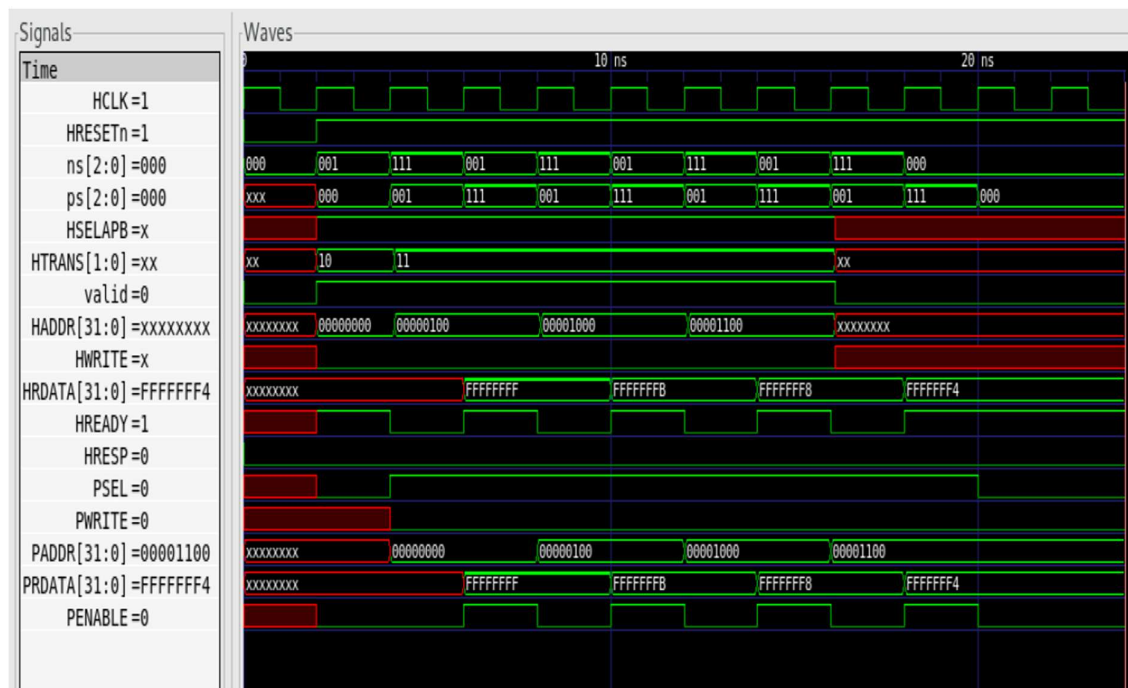 Signals Waves
Time 0 10 ns 20 ns
HCLK =1
HRESETn =1
ns[2:0] =000 000 001 111 001 111 001 111 001 111 000
ps[2:0] =000 xxx 000 001 111 001 111 001 111 001 111 000
HSELAPB =x
HTRANS[1:0] =xx xx 10 11 xx
valid =0
HADDR[31:0] =xxxxxxxx xxxxxxxx 00000000 00000100 00001000 00001100 xxxxxxxx
HWRITE =x
HRDATA[31:0] =FFFFFFF4 xxxxxxxx FFFFFFFF FFFFFFFB FFFFFFF8 FFFFFFF4
HREADY =1
HRESP =0
PSEL =0
PWRITE =0
PADDR[31:0] =00001100 xxxxxxxx 00000000 00000100 00001000 00001100
PRDATA[31:0] =FFFFFFF4 xxxxxxxx FFFFFFFF FFFFFFFB FFFFFFF8 FFFFFFF4
PENABLE =0